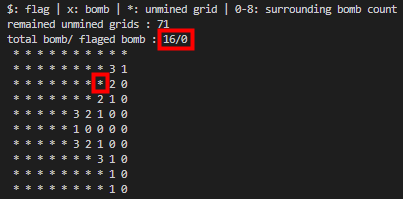 $: flag | x: bomb | *: unmined grid | 0-8: surrounding bomb count
remained unmined grids : 71
total bomb/ flaged bomb : 16/0
* * * * * * * * * *
* * * * * * * * 3 1
* * * * * * * * 2 0
* * * * * * * 2 1 0
* * * * * 3 2 1 0 0
* * * * * 1 0 0 0 0
* * * * * 3 2 1 0 0
* * * * * * * 3 1 0
* * * * * * * * 1 0
* * * * * * * * 1 0